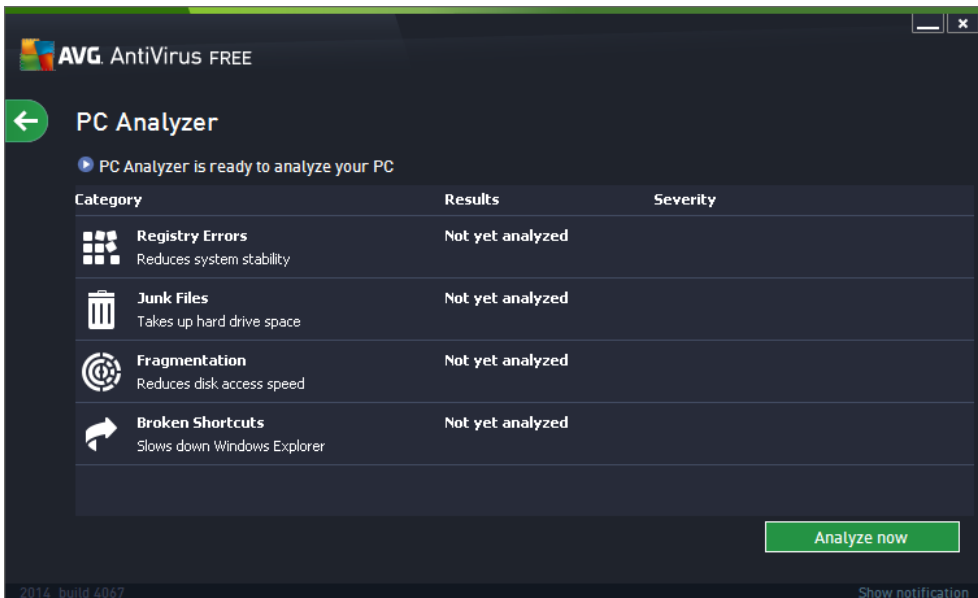 AVG. AntiVirus FREE
PC Analyzer
PC Analyzer is ready to analyze your PC
Category Results Severity
Registry Errors Not yet analyzed
Reduces system stability
Junk Files Not yet analyzed
Takes up hard drive space
Fragmentation Not yet analyzed
Reduces disk access speed
Broken Shortcuts Not yet analyzed
Slows down Windows Explorer
Analyze now
2014 build 4067 Show notification